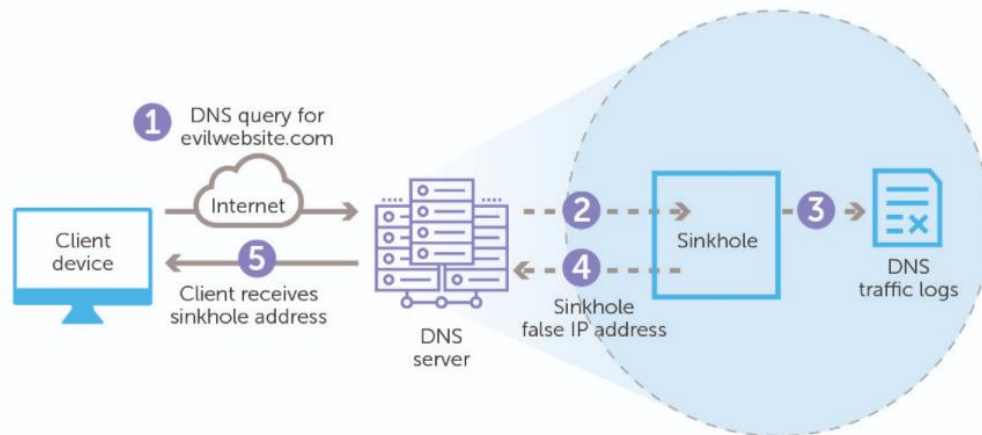 1
DNS query for
evilwebsite.com
Internet
Client
device
5
Client receives
sinkhole address
DNS
server
2
4
Sinkhole
false IP address
Sinkhole
3
DNS
traffic logs